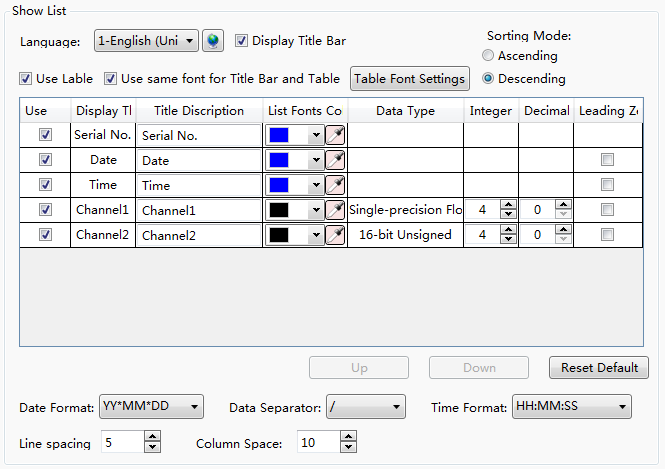 Show List
Language: 1-English (Uni Display Title Bar Sorting Mode:
Ascending
Use Lable Use same font for Title Bar and Table Table Font Settings Descending
Use Display Tl Title Discription List Fonts Co Data Type Integer Decimal Leading Ze
Serial No. Serial No.
Date Date
Time Time
Channel1 Channel1 Single-precision Flo 4 0
Channel2 Channel2 16-bit Unsigned 4 0
Up Down Reset Default
Date Format: YY*MM*DD Data Separator: / Time Format: HH:MM:SS
Line spacing 5 Column Space: 10